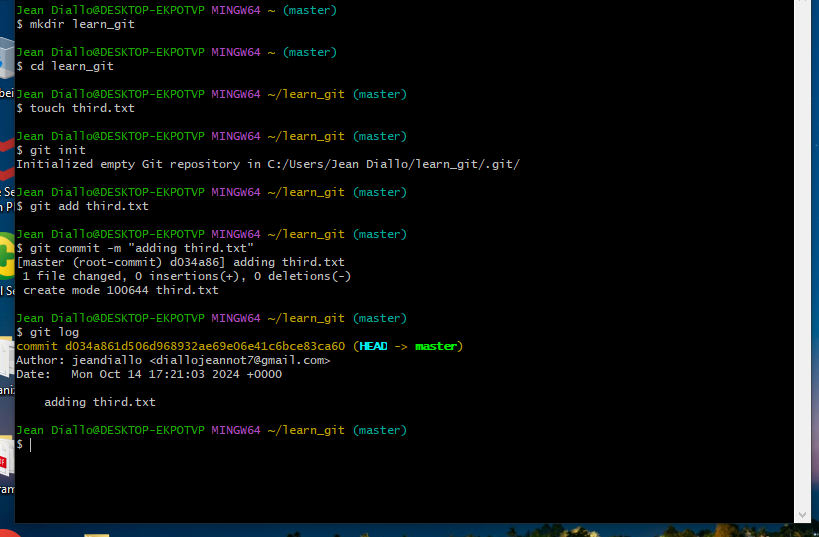 Jean Diallo@DESKTOP-EKPOTVP MINGW64 ~ (master)
$ mkdir learn_git
Jean Diallo@DESKTOP-EKPOTVP MINGW64 ~ (master)
$ cd learn_git
Jean Diallo@DESKTOP-EKPOTVP MINGW64 ~/learn_git (master)
$ touch third.txt
Jean Diallo@DESKTOP-EKPOTVP MINGW64 ~/learn_git (master)
$ git init
Initialized empty Git repository in C:/Users/Jean Diallo/learn_git/.git/
Jean Diallo@DESKTOP-EKPOTVP MINGW64 ~/learn_git (master)
$ git add third.txt
Jean Diallo@DESKTOP-EKPOTVP MINGW64 ~/learn_git (master)
$ git commit -m "adding third.txt"
[master (root-commit) d034a86] adding third.txt
 1 file changed, 0 insertions(+), 0 deletions(-)
 create mode 100644 third.txt
Jean Diallo@DESKTOP-EKPOTVP MINGW64 ~/learn_git (master)
$ git log
commit d034a861d506d968932ae69e06e41c6bce83ca60 (HEAD -> master)
Author: jeandiallo <diallojeannot7@gmail.com>
Date:   Mon Oct 14 17:21:03 2024 +0000
    adding third.txt
Jean Diallo@DESKTOP-EKPOTVP MINGW64 ~/learn_git (master)
$